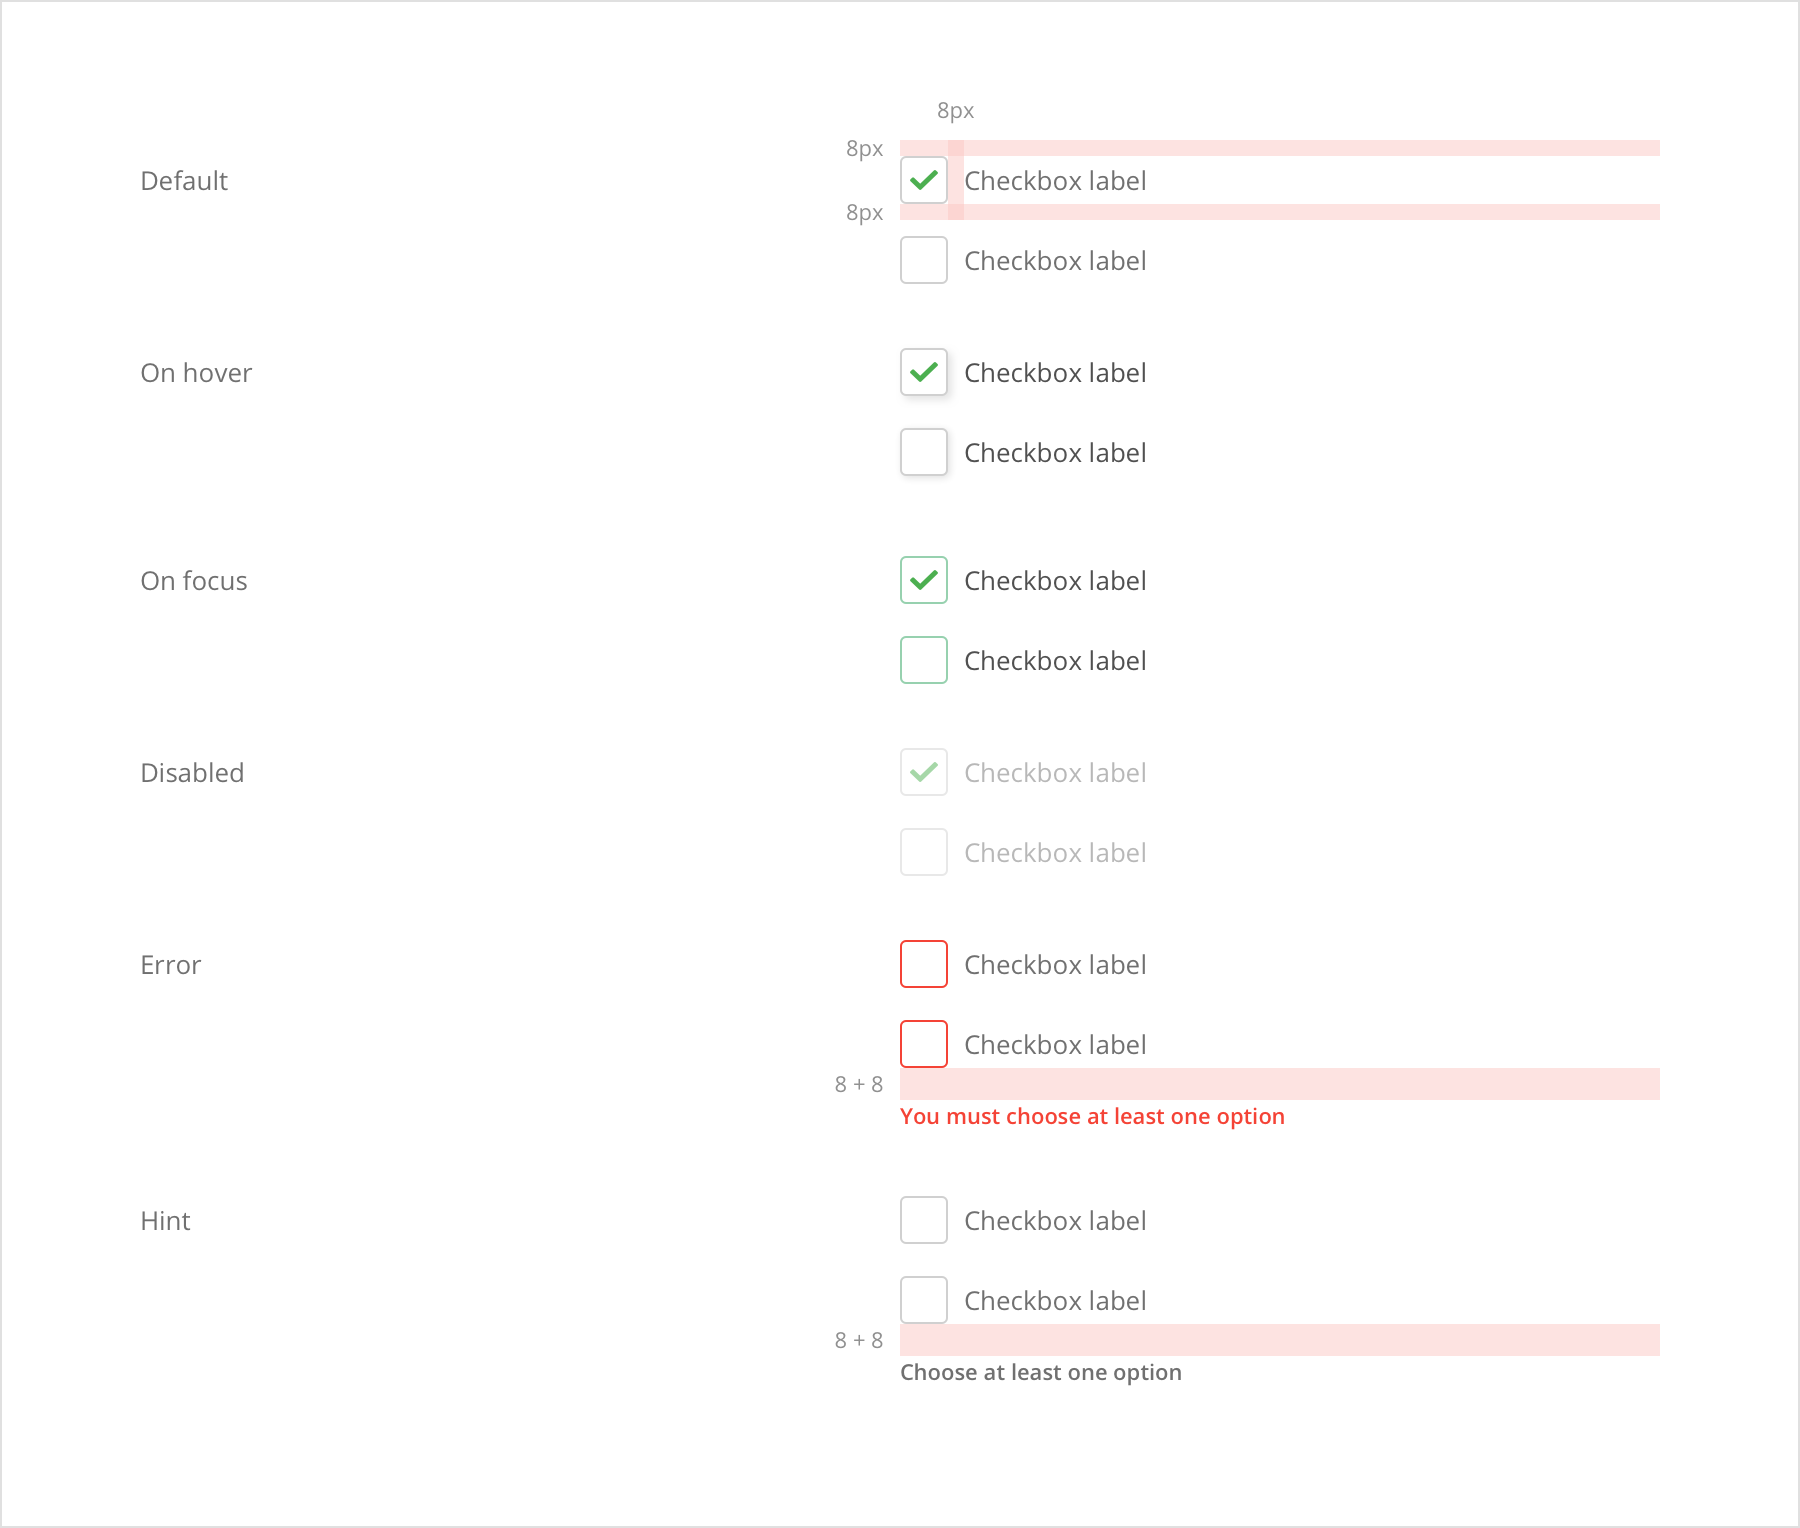 8px
8px
Default
Checkbox label
8px
Checkbox label
On hover
Checkbox label
Checkbox label
On focus
Checkbox label
Checkbox label
Disabled
Checkbox label
Checkbox label
Error
Checkbox label
Checkbox label
8 + 8
You must choose at least one option
Hint
Checkbox label
Checkbox label
8 + 8
Choose at least one option